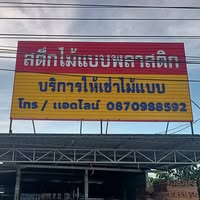 สตึกไม้แบบพลาสติก
บริการให้เช่าไม้แบบ
โทร / แอดไลน์ 0870988592